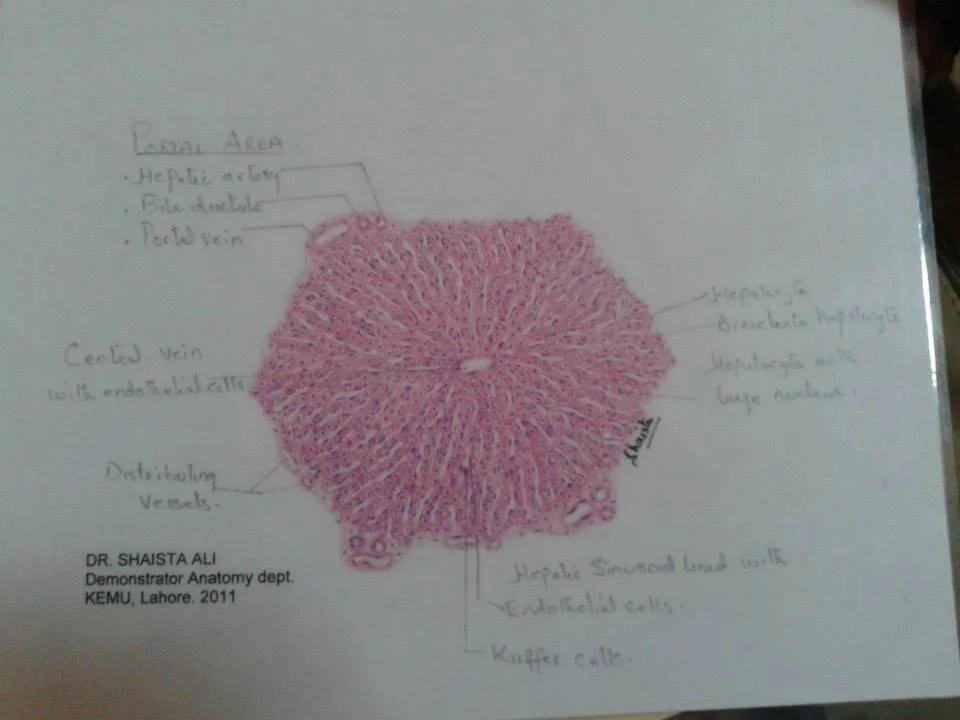 PORTAL AREA
. Hepatic artery
. Bile ductule
. Portal vein
Hepatocyte
Binucleate hepatocyte
Hepatocyte with
large nucleus.
Central vein
with endothelial cells
Distributing
vessels.
Shaista
DR. SHAISTA ALI
Demonstrator Anatomy dept.
KEMU, Lahore. 2011
Hepatic Sinusoid lined with
Endothelial cells.
Kuffer cells.